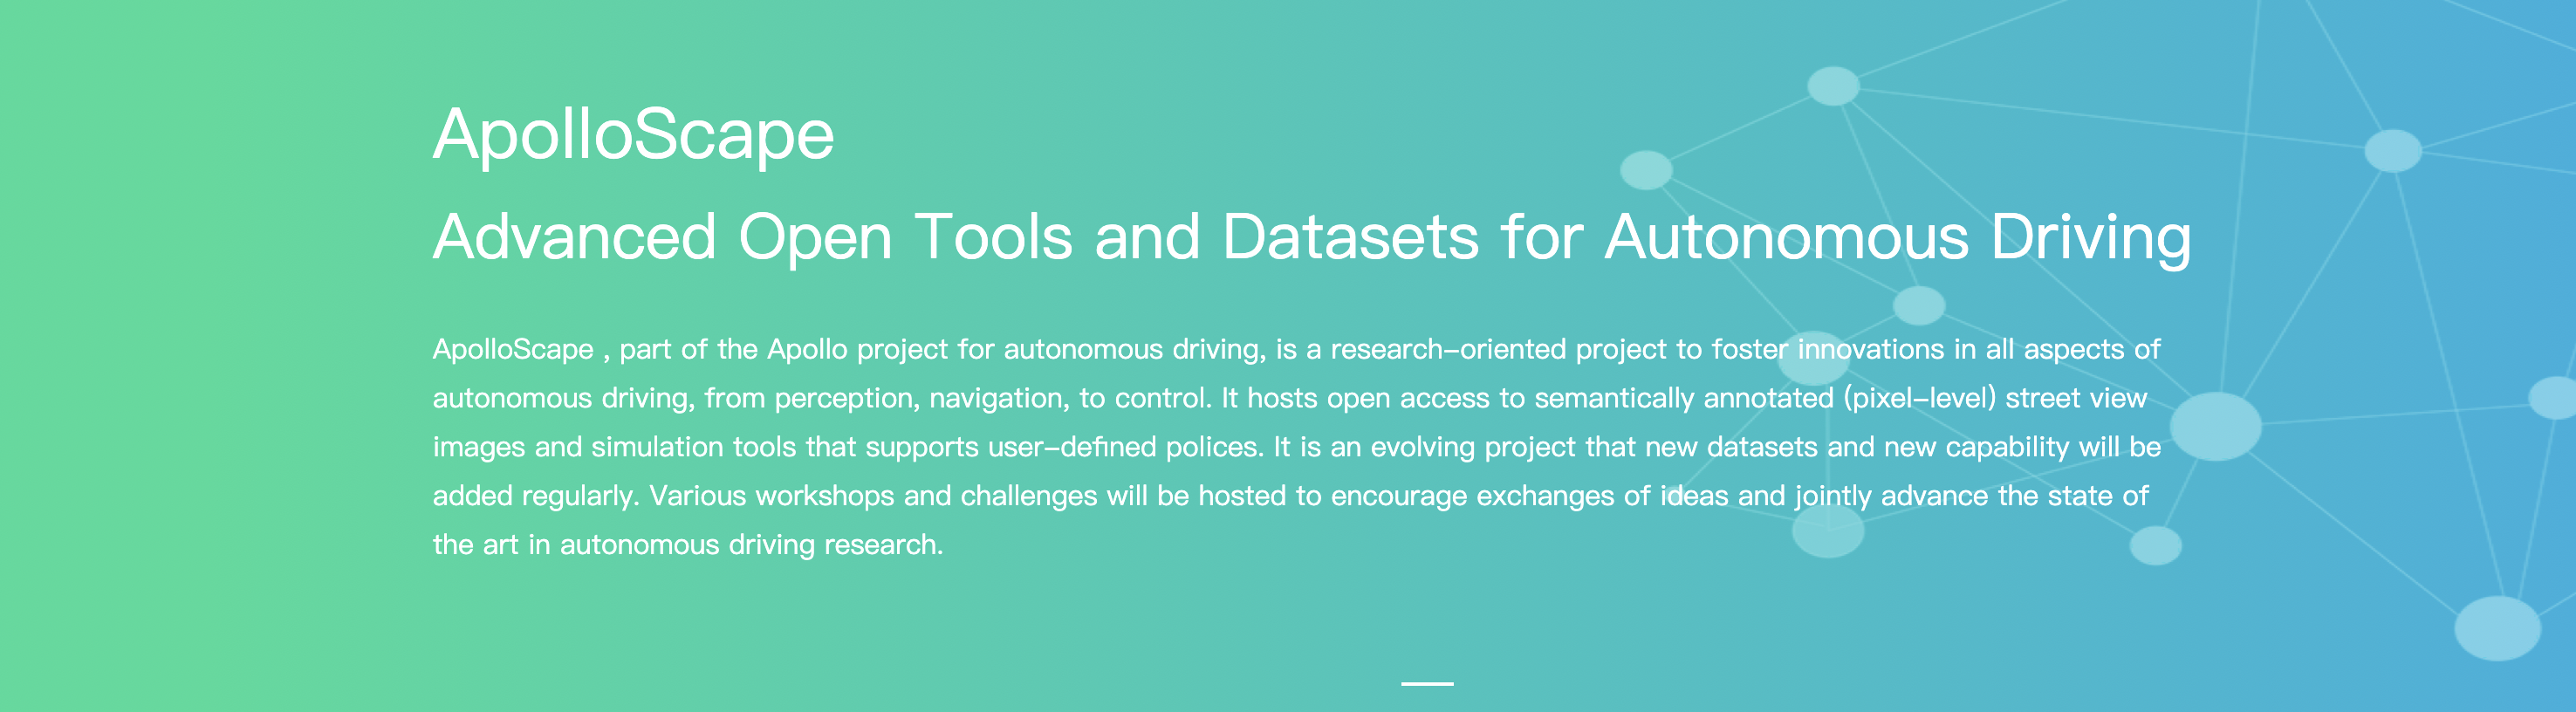 ApolloScape
Advanced Open Tools and Datasets for Autonomous Driving
ApolloScape , part of the Apollo project for autonomous driving, is a research-oriented project to foster innovations in all aspects of
autonomous driving, from perception, navigation, to control. It hosts open access to semantically annotated (pixel-level) street view
images and simulation tools that supports user-defined polices. It is an evolving project that new datasets and new capability will be
added regularly. Various workshops and challenges will be hosted to encourage exchanges of ideas and jointly advance the state of
the art in autonomous driving research.